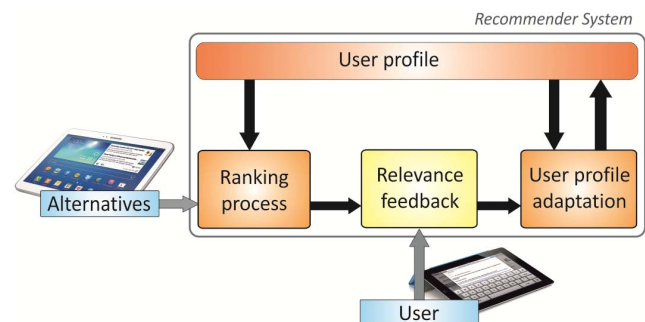 Recommender System
User profile
Ranking
process
Relevance
feedback
User profile
adaptation
Alternatives
User